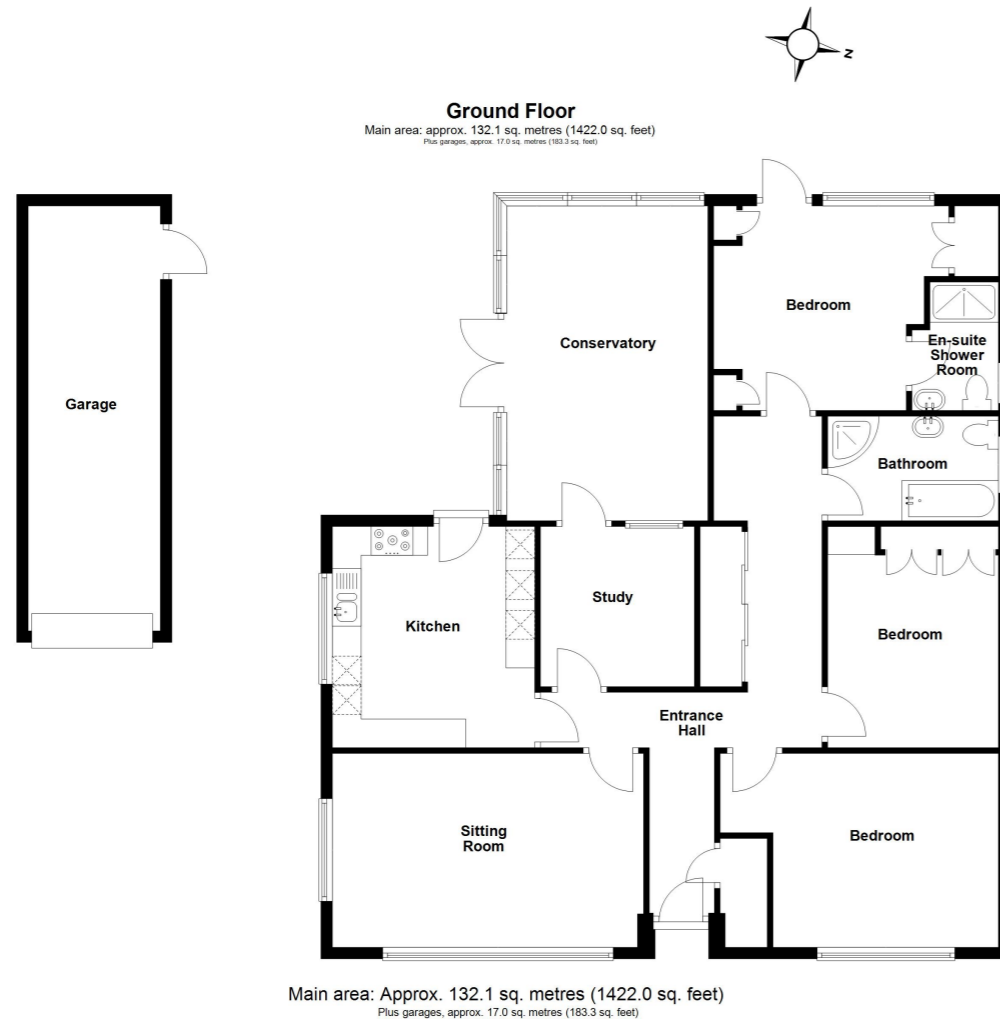 N
Ground Floor
Main area: approx. 132.1 sq. metres (1422.0 sq. feet)
Plus garages, approx. 17.0 sq. metres (183.3 sq. feet)
Garage
Conservatory
Bedroom
En-suite
Shower
Room
Bathroom
Kitchen
Study
Bedroom
Entrance
Hall
Sitting
Room
Bedroom
Main area: Approx. 132.1 sq. metres (1422.0 sq. feet)
Plus garages, approx. 17.0 sq. metres (183.3 sq. feet)